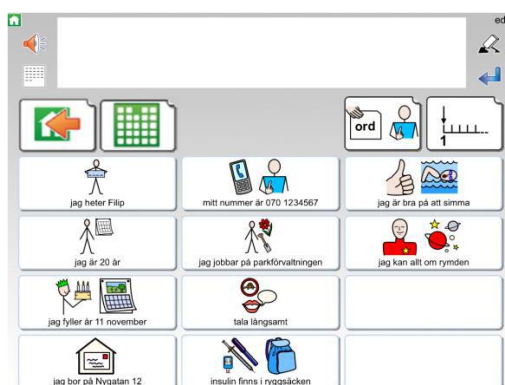 ed
ord
1
jag heter Filip
mitt nummer är 070 1234567
jag är bra på att simma
jag är 20 år
jag jobbar på parkförvaltningen
jag kan allt om rymden
jag fyller år 11 november
tala långsamt
jag bor på Nygatan 12
insulin finns i ryggsäcken